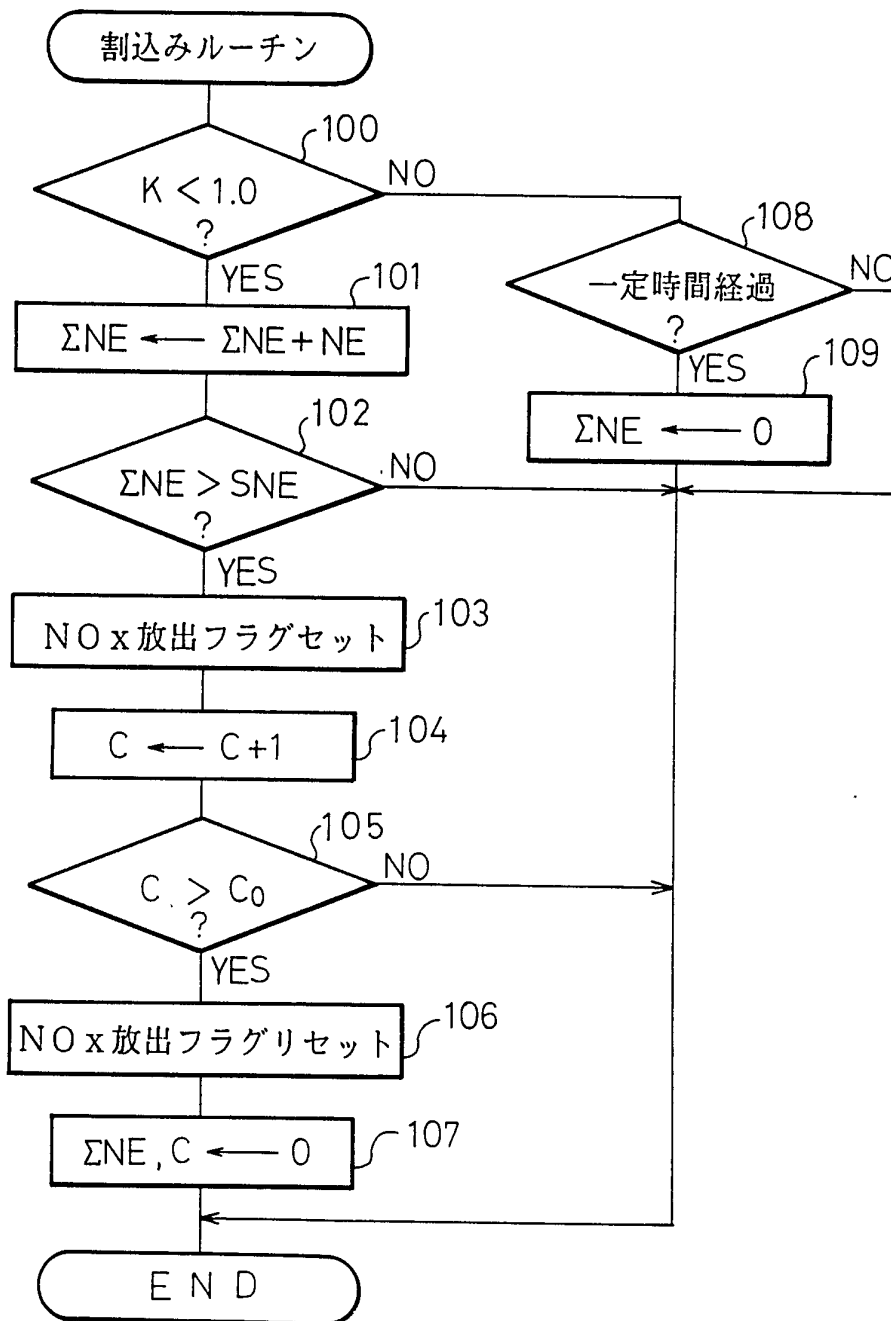 割込みルーチン
100
K < 1.0
?
NO
YES
108
一定時間経過
?
NO
YES
101
ΣNE ← ΣNE+NE
109
ΣNE ← 0
102
ΣNE > SNE
?
NO
YES
NOx放出フラグセット
103
C ← C+1
104
105
C > C₀
?
NO
YES
NOx放出フラグリセット
106
ΣNE, C ← 0
107
END